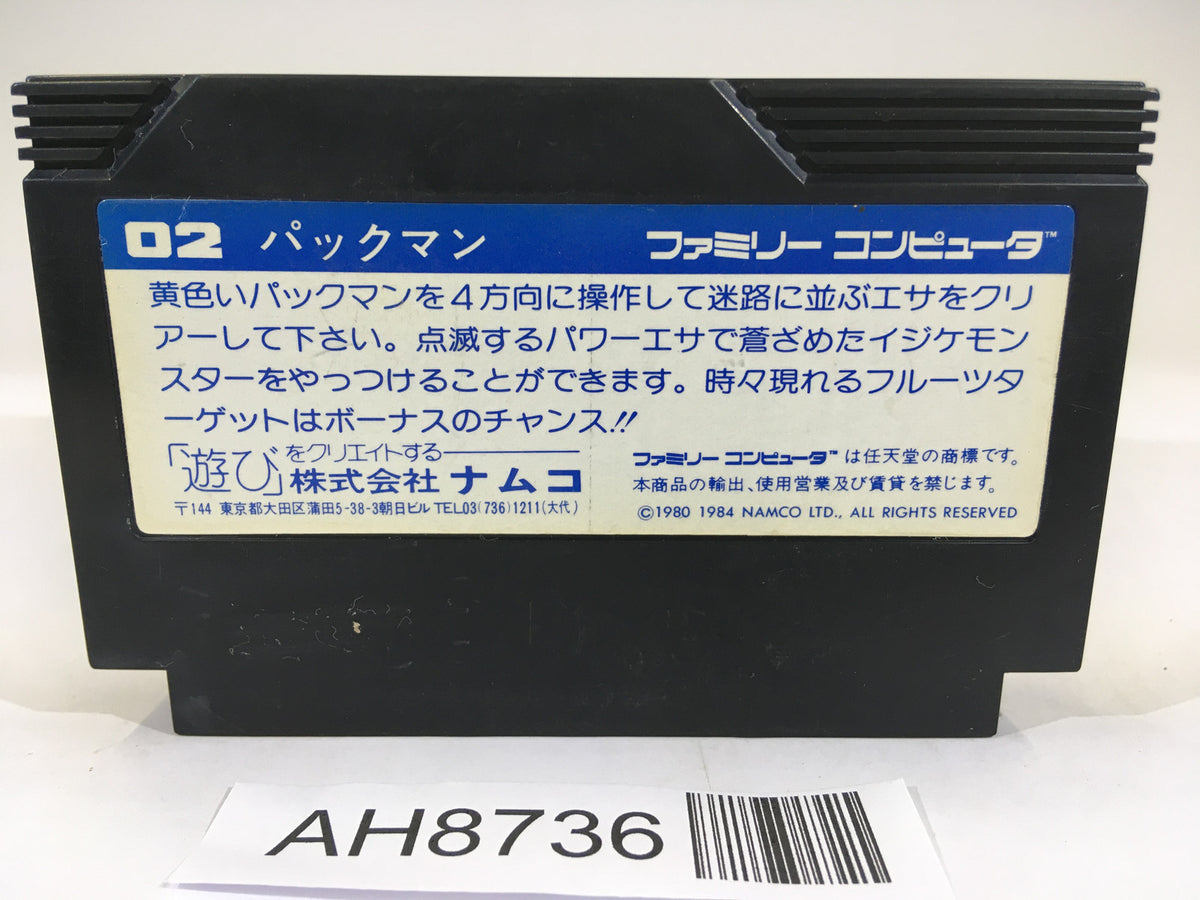 02 パックマン ファミリー コンピュータ™
黄色いパックマンを4方向に操作して迷路に並ぶエサをクリ
アーして下さい。点滅するパワーエサで蒼ざめたイジケモン
スターをやっつけることができます。時々現れるフルーツタ
ーゲットはボーナスのチャンス!!
「遊び」をクリエイトする
株式会社 ナムコ
〒144 東京都大田区蒲田5-38-3朝日ビル TEL03(736)1211(大代)
ファミリー コンピュータ™ は任天堂の商標です。
本商品の輸出、使用営業及び賃貸を禁じます。
©1980 1984 NAMCO LTD., ALL RIGHTS RESERVED
AH8736